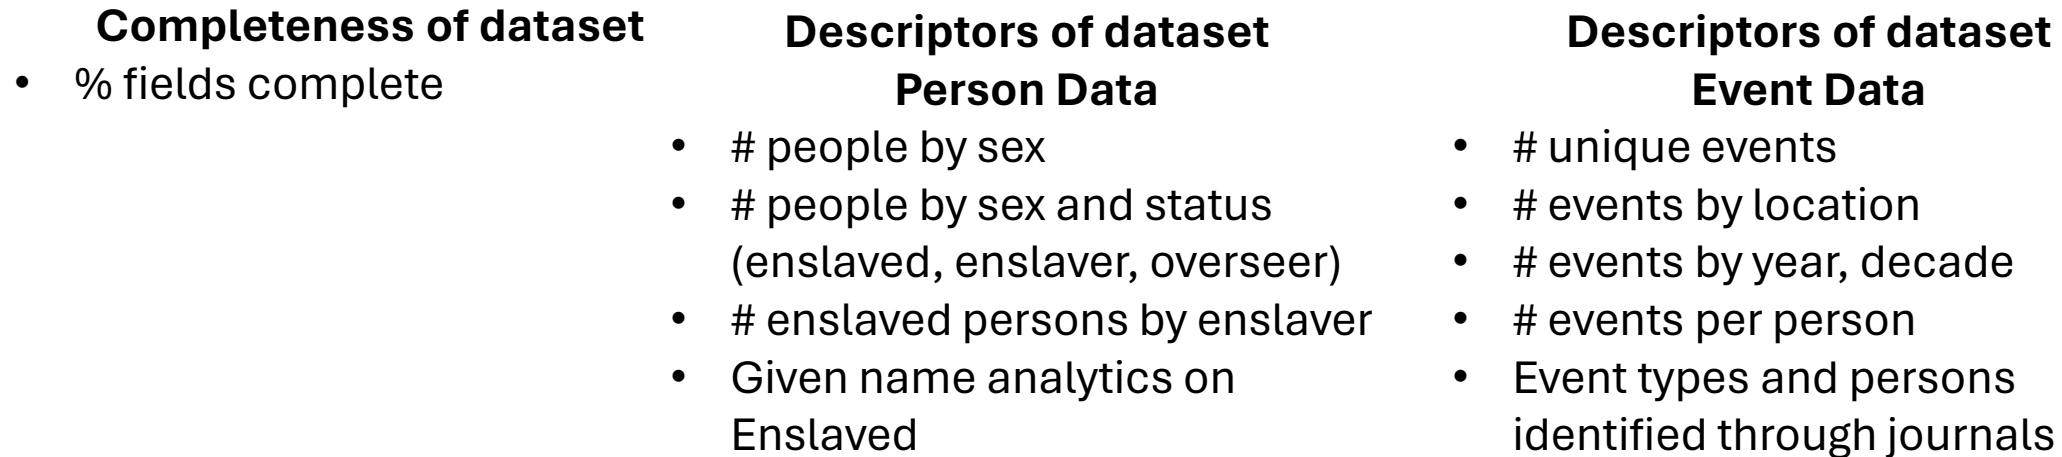 Completeness of dataset
• % fields complete
Descriptors of dataset
Person Data
• # people by sex
• # people by sex and status
(enslaved, enslaver, overseer)
• # enslaved persons by enslaver
• Given name analytics on
Enslaved
Descriptors of dataset
Event Data
• # unique events
• # events by location
• # events by year, decade
• # events per person
• Event types and persons
identified through journals